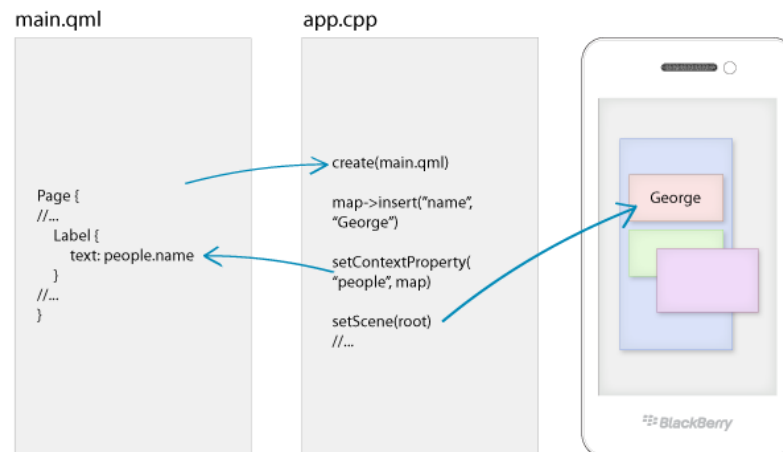 main.qml
Page {
//...
Label {
text: people.name
}
//...
}
app.cpp
create(main.qml)
map->insert("name",
"George")
setContextProperty(
"people", map)
setScene(root)
//...
George
BlackBerry